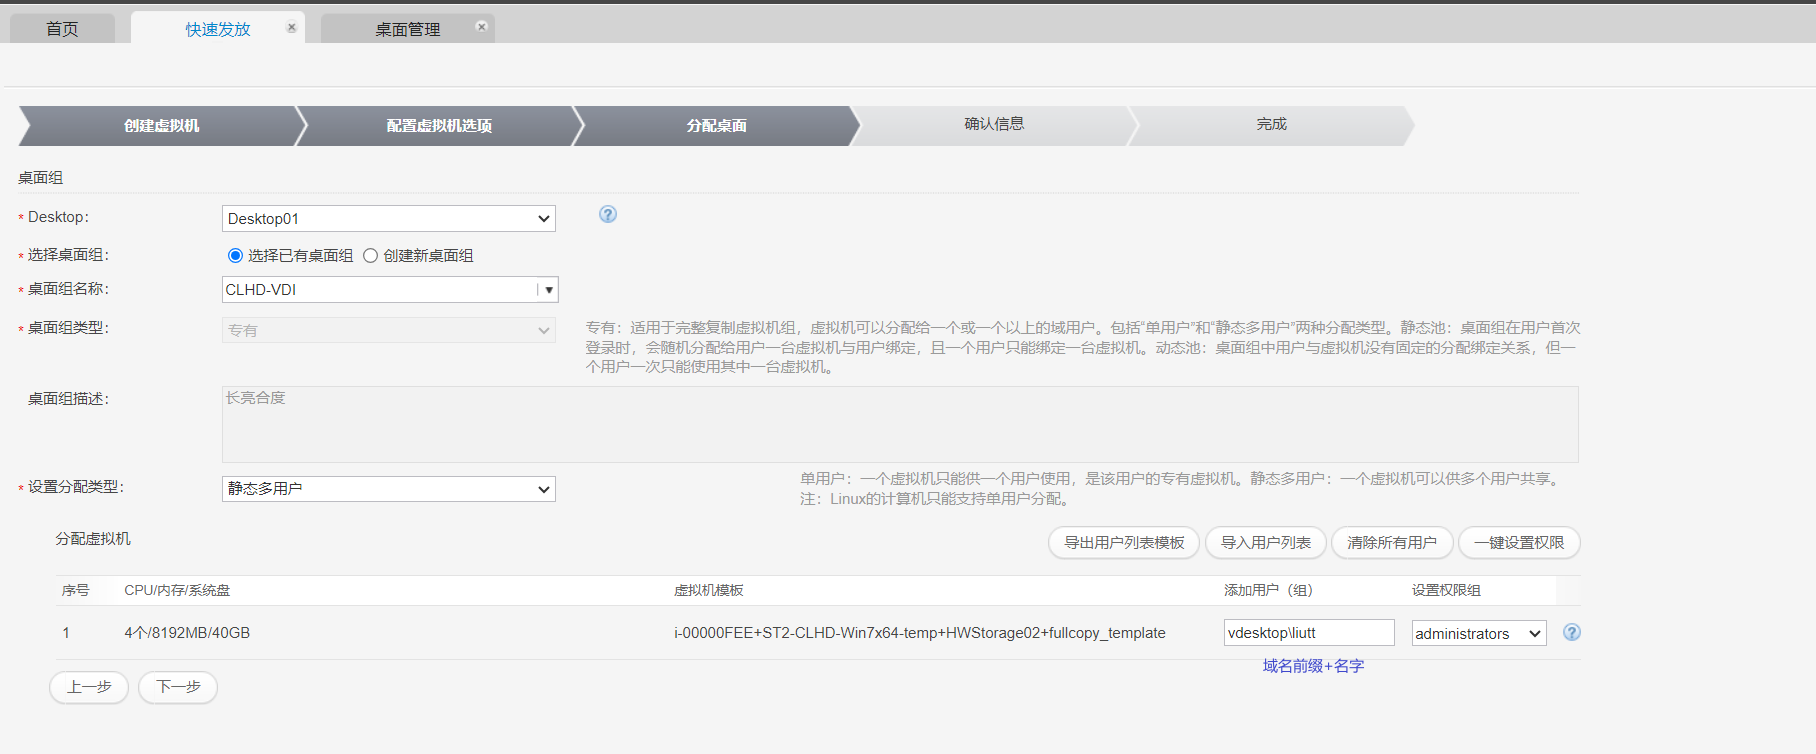 首页
快速发放
桌面管理
创建虚拟机
配置虚拟机选项
分配桌面
确认信息
完成
桌面组
* Desktop：
Desktop01
* 选择桌面组：
选择已有桌面组
创建新桌面组
* 桌面组名称：
CLHD-VDI
* 桌面组类型：
专有
专有：适用于完整复制虚拟机组，虚拟机可以分配给一个或一个以上的域用户。包括“单用户”和“静态多用户”两种分配类型。静态池：桌面组在用户首次
登录时，会随机分配给用户一台虚拟机与用户绑定，且一个用户只能绑定一台虚拟机。动态池：桌面组中用户与虚拟机没有固定的分配绑定关系，但一
个用户一次只能使用其中一台虚拟机。
桌面组描述：
长亮合度
* 设置分配类型：
静态多用户
单用户：一个虚拟机只能供一个用户使用，是该用户的专有虚拟机。静态多用户：一个虚拟机可以供多个用户共享。
注：Linux的计算机只能支持单用户分配。
分配虚拟机
导出用户列表模板
导入用户列表
清除所有用户
一键设置权限
序号
CPU/内存/系统盘
虚拟机模板
添加用户（组）
设置权限组
1
4个/8192MB/40GB
i-00000FEE+ST2-CLHD-Win7x64-temp+HWStorage02+fullcopy_template
vdesktop\liutt
administrators
域名前缀+名字
上一步
下一步